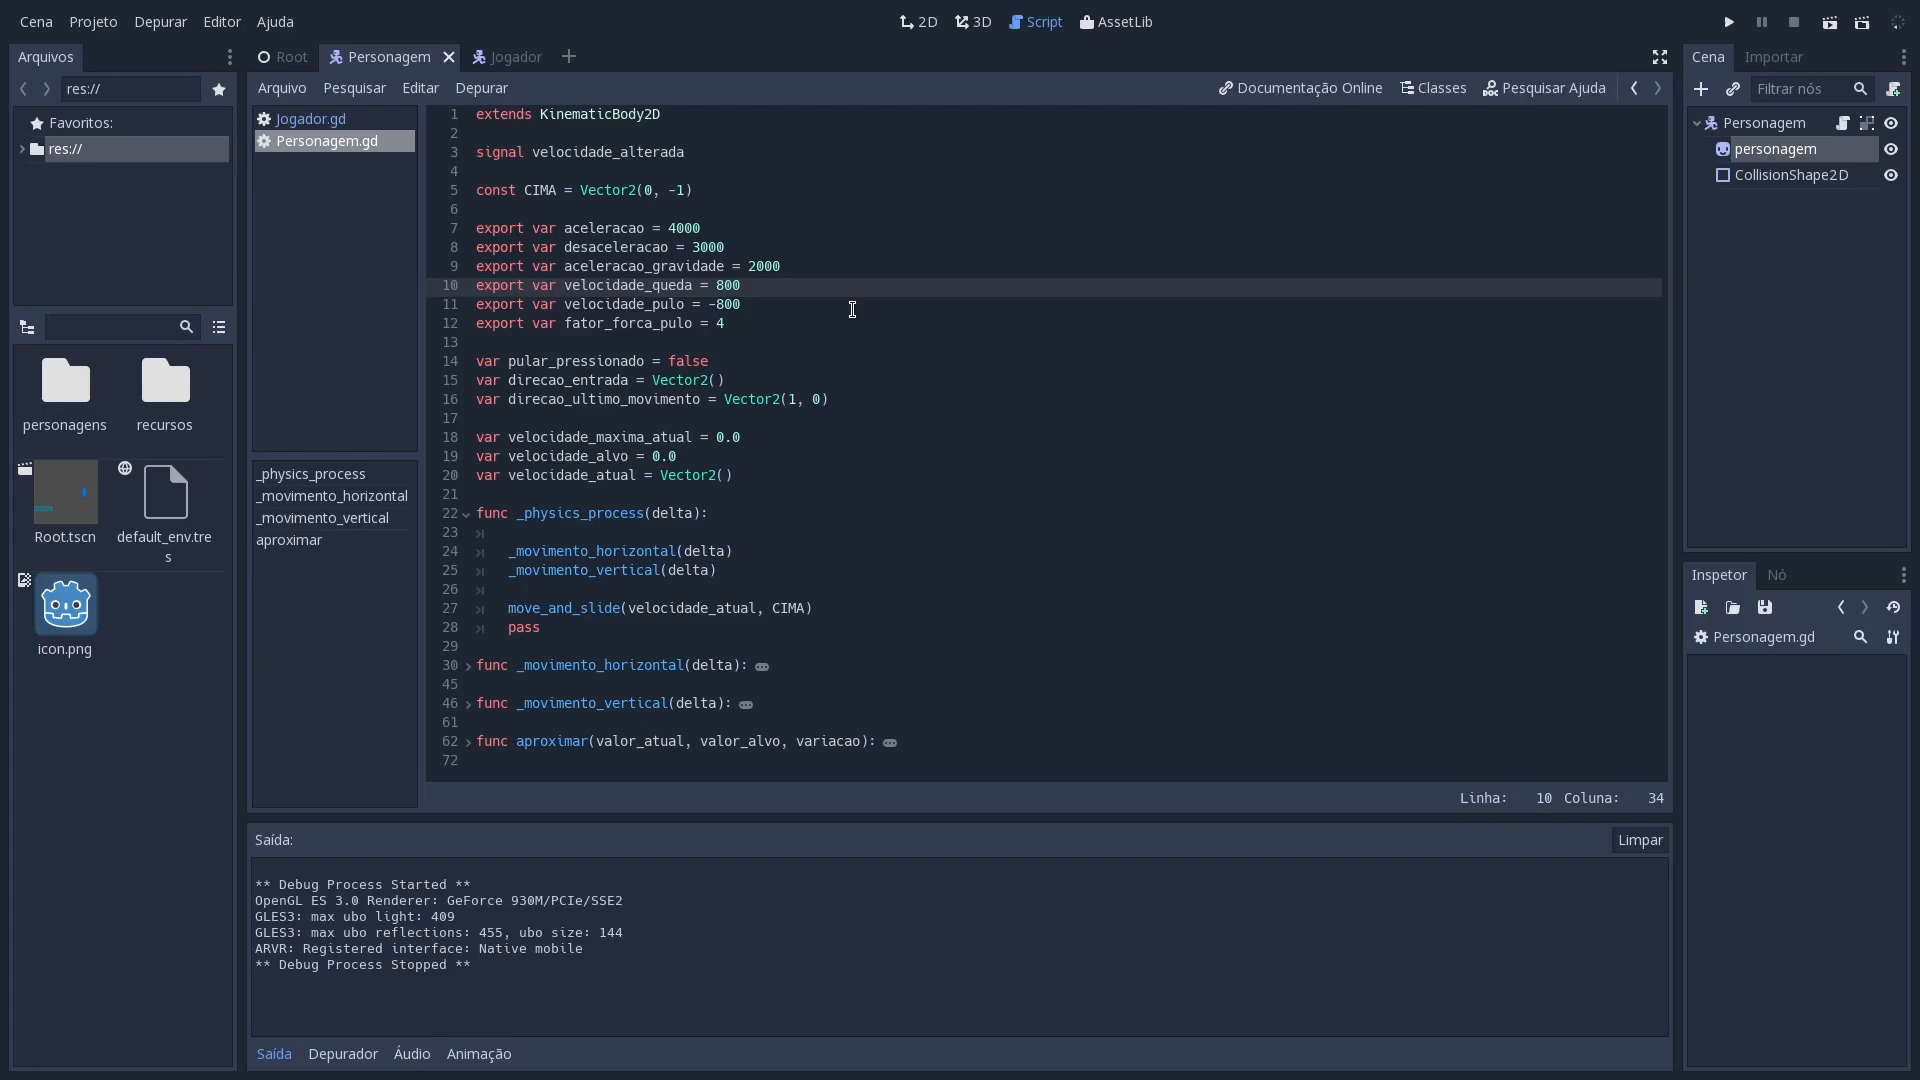 Cena Projeto Depurar Editor Ajuda
2D 3D Script AssetLib
Arquivos
res://
Favoritos:
res://
personagens
recursos
Root.tscn
default_env.tre
s
icon.png
Root Personagem Jogador
Arquivo Pesquisar Editar Depurar
Documentação Online Classes Pesquisar Ajuda
Jogador.gd
Personagem.gd
_physics_process
_movimento_horizontal
_movimento_vertical
aproximar
1 extends KinematicBody2D
2
3 signal velocidade_alterada
4
5 const CIMA = Vector2(0, -1)
6
7 export var aceleracao = 4000
8 export var desaceleracao = 3000
9 export var aceleracao_gravidade = 2000
10 export var velocidade_queda = 800
11 export var velocidade_pulo = -800
12 export var fator_forca_pulo = 4
13
14 var pular_pressionado = false
15 var direcao_entrada = Vector2()
16 var direcao_ultimo_movimento = Vector2(1, 0)
17
18 var velocidade_maxima_atual = 0.0
19 var velocidade_alvo = 0.0
20 var velocidade_atual = Vector2()
21
22 func _physics_process(delta):
23
24 _movimento_horizontal(delta)
25 _movimento_vertical(delta)
26
27 move_and_slide(velocidade_atual, CIMA)
28 pass
29
30 func _movimento_horizontal(delta):
45
46 func _movimento_vertical(delta):
61
62 func aproximar(valor_atual, valor_alvo, variacao):
72
Linha: 10 Coluna: 34
Saída:
Limpar
** Debug Process Started **
OpenGL ES 3.0 Renderer: GeForce 930M/PCIe/SSE2
GLES3: max ubo light: 409
GLES3: max ubo reflections: 455, ubo size: 144
ARVR: Registered interface: Native mobile
** Debug Process Stopped **
Saída Depurador Áudio Animação
Cena Importar
Filtrar nós
Personagem
personagem
CollisionShape2D
Inspetor Nó
Personagem.gd